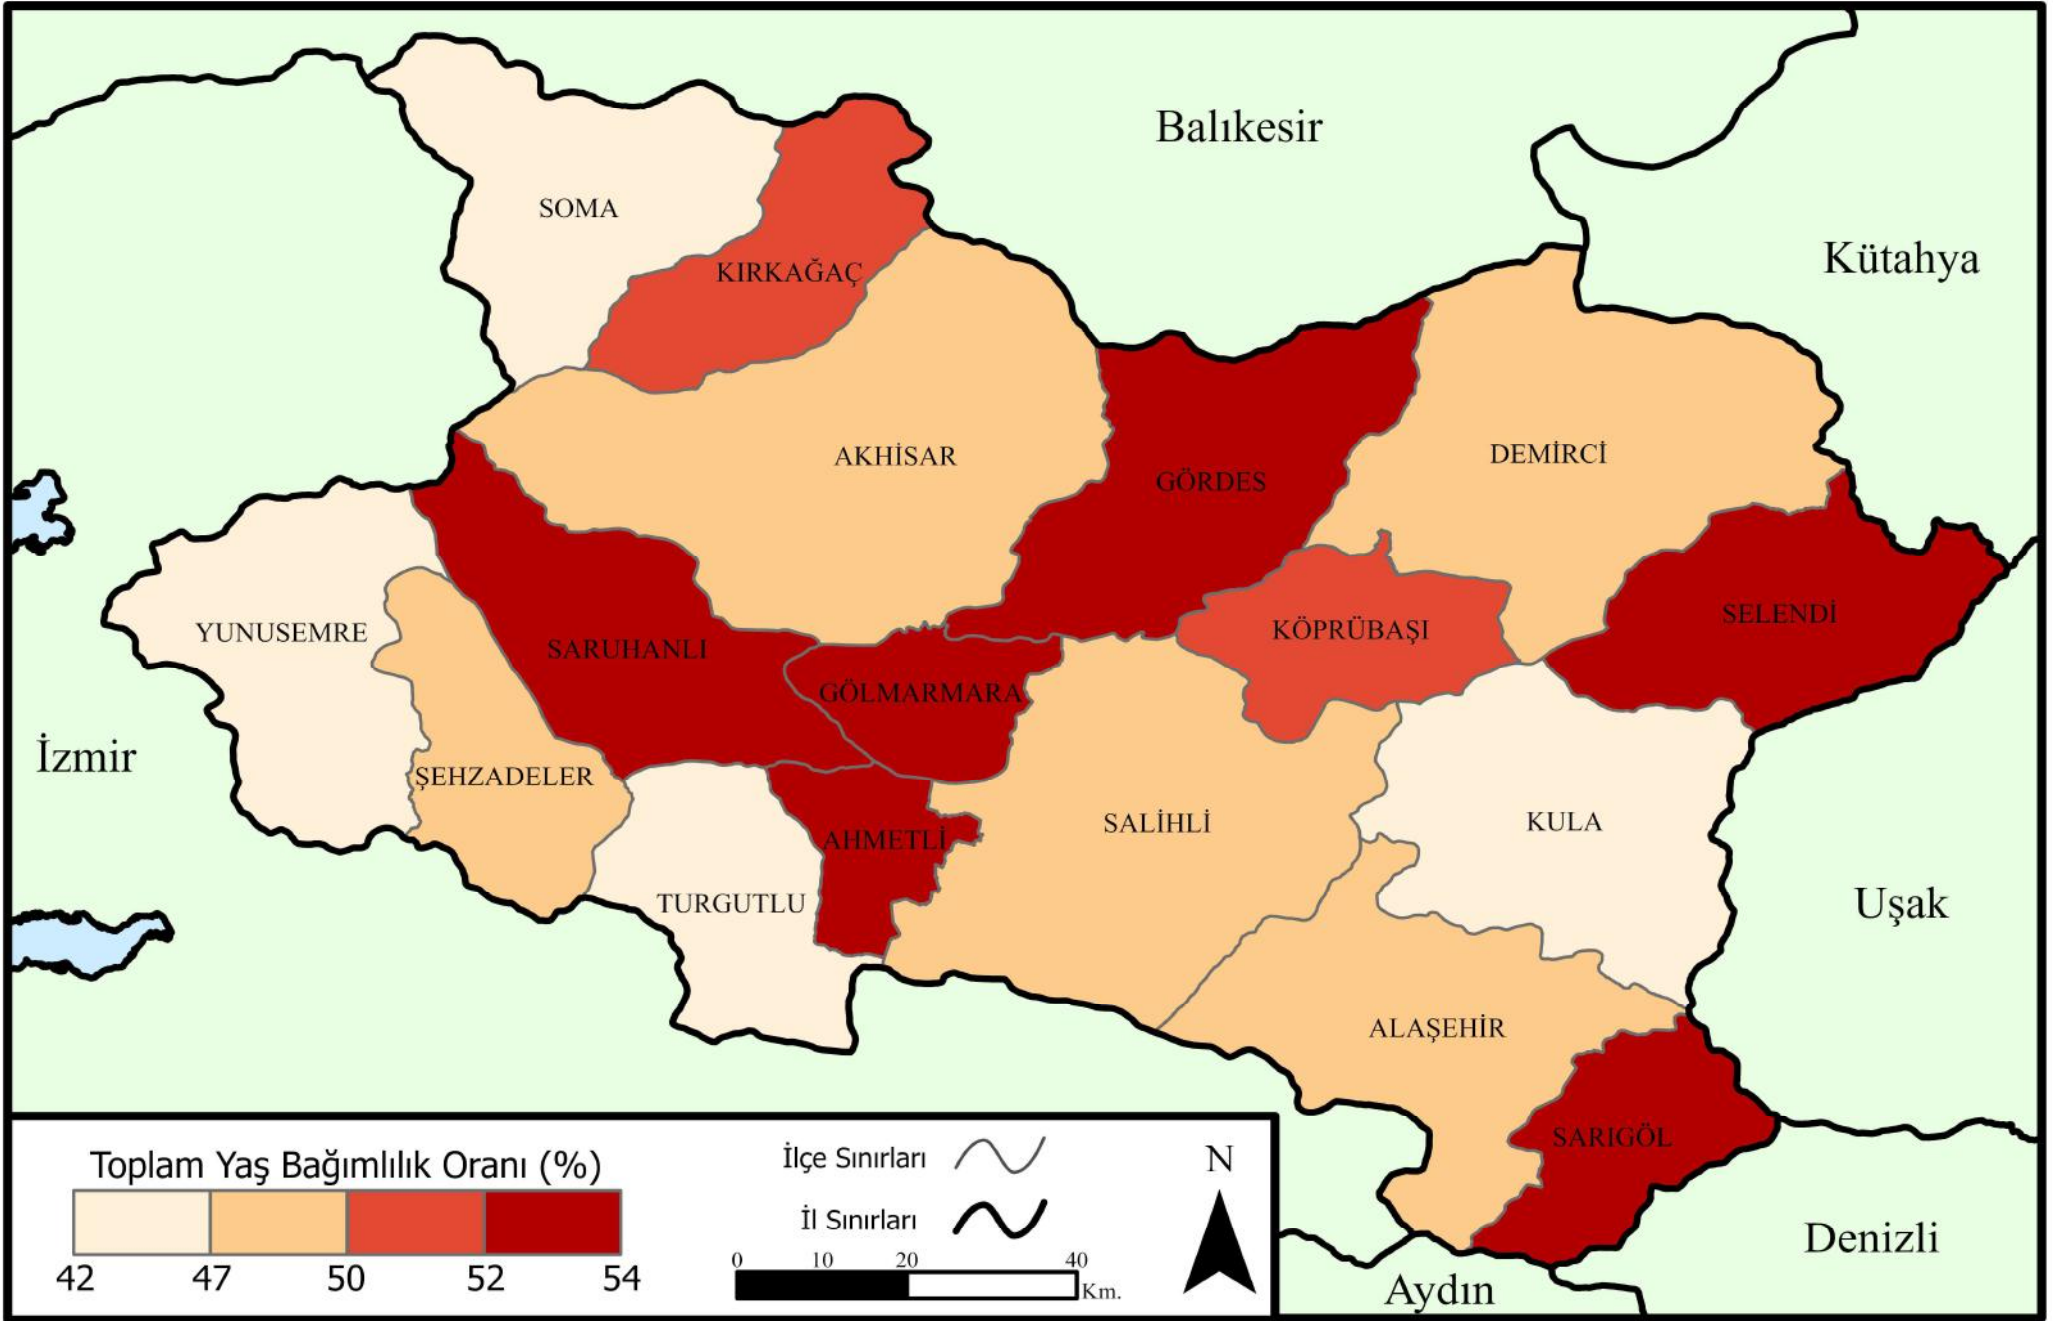 Balıkesir
SOMA
Kütahya
KIRKAĞAÇ
AKHİSAR
DEMİRCİ
GÖRDES
SELENDİ
YUNUSEMRE
KÖPRÜBAŞI
SARUHANLI
GÖLMARMARA
İzmir
ŞEHZADELER
SALİHLİ
KULA
AHMETLİ
TURGUTLU
Uşak
ALAŞEHİR
SARIGÖL
Denizli
Aydın
Toplam Yaş Bağımlılık Oranı (%)
42 47 50 52 54
İlçe Sınırları
İl Sınırları
0 10 20 40
Km.
N